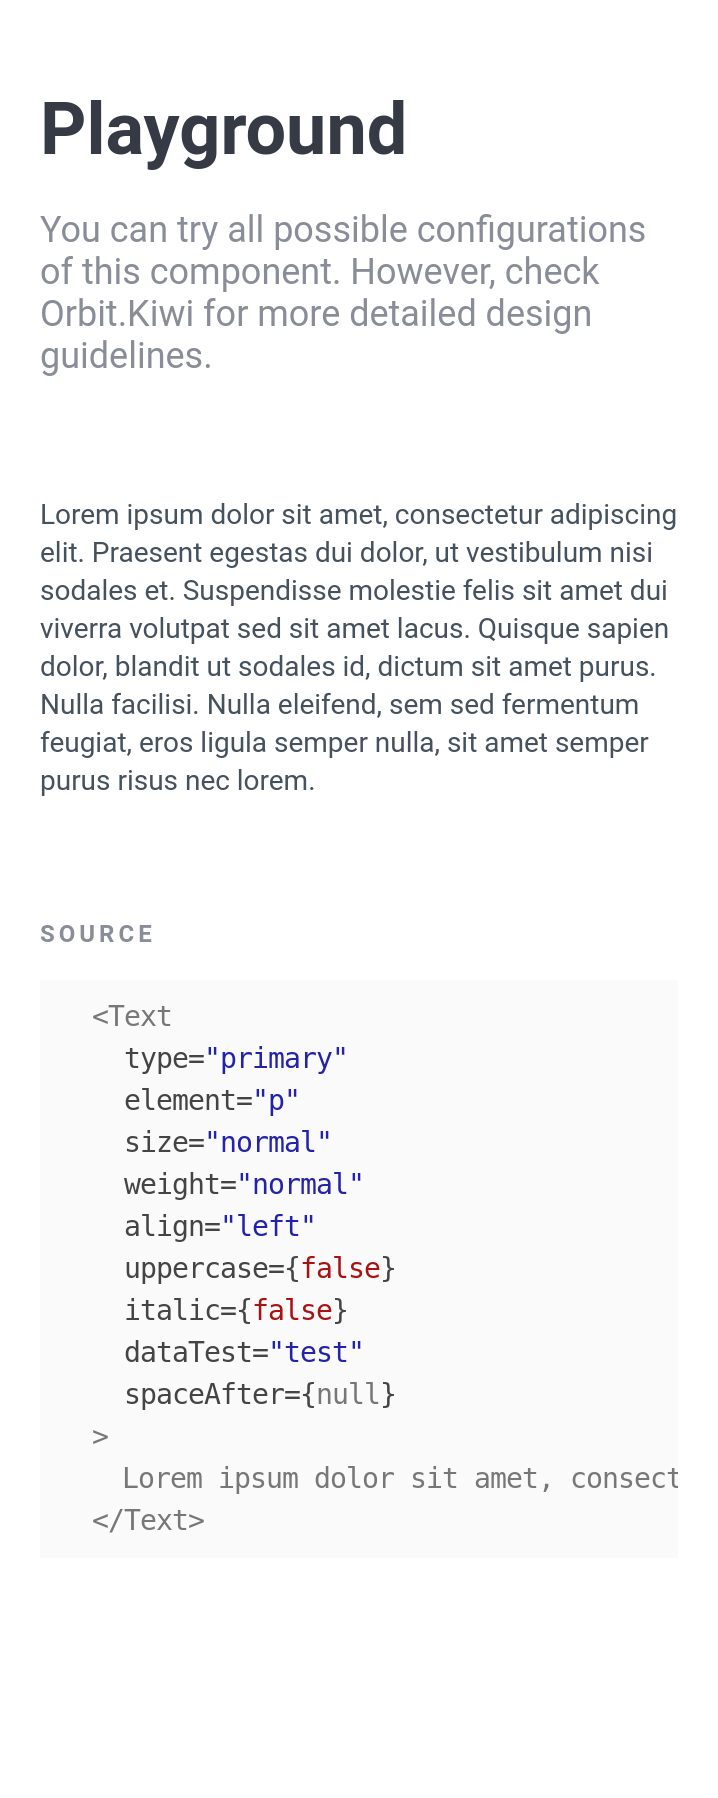 Playground
You can try all possible configurations
of this component. However, check
Orbit.Kiwi for more detailed design
guidelines.
Lorem ipsum dolor sit amet, consectetur adipiscing
elit. Praesent egestas dui dolor, ut vestibulum nisi
sodales et. Suspendisse molestie felis sit amet dui
viverra volutpat sed sit amet lacus. Quisque sapien
dolor, blandit ut sodales id, dictum sit amet purus.
Nulla facilisi. Nulla eleifend, sem sed fermentum
feugiat, eros ligula semper nulla, sit amet semper
purus risus nec lorem.
SOURCE
<Text
type="primary"
element="p"
size="normal"
weight="normal"
align="left"
uppercase={false}
italic={false}
dataTest="test"
spaceAfter={null}
>
Lorem ipsum dolor sit amet, consect
</Text>